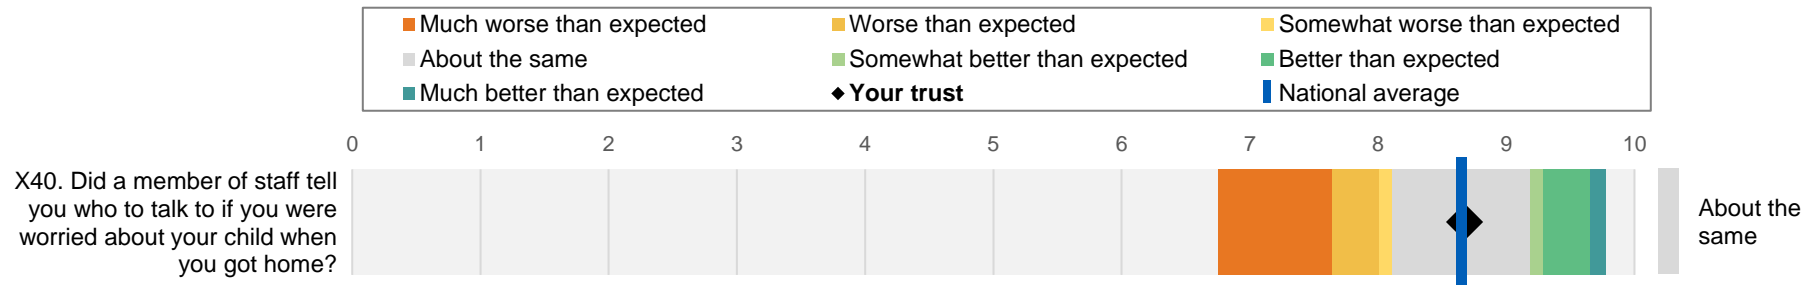 Much worse than expected
Worse than expected
Somewhat worse than expected
About the same
Somewhat better than expected
Better than expected
Much better than expected
Your trust
National average
0 1 2 3 4 5 6 7 8 9 10
X40. Did a member of staff tell
you who to talk to if you were
worried about your child when
you got home?
About the
same